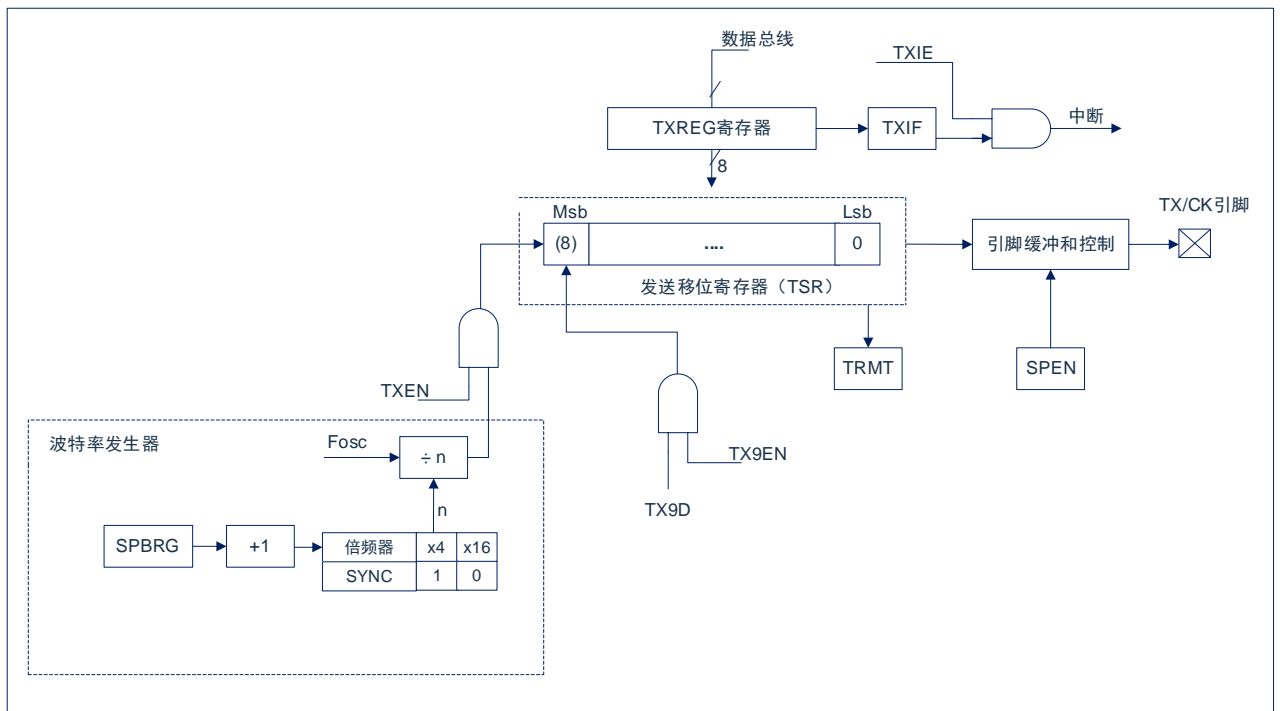 数据总线
TXIE
TXREG寄存器
TXIF
中断
8
Msb
Lsb
TX/CK引脚
(8)
....
0
引脚缓冲和控制
发送移位寄存器（TSR）
TRMT
SPEN
TXEN
波特率发生器
Fosc
÷ n
TX9EN
n
TX9D
SPBRG
+1
倍频器 x4 x16
SYNC 1 0